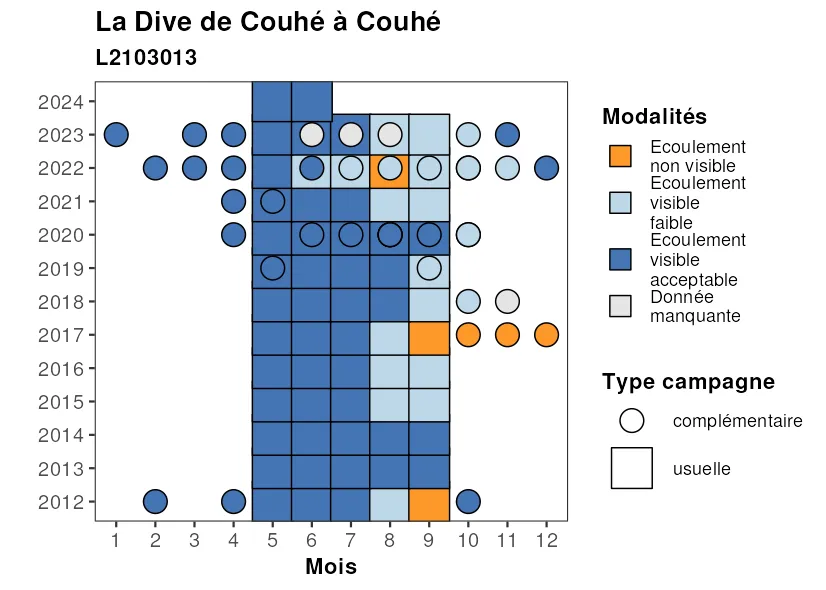 La Dive de Couhé à Couhé
L2103013
2024
2023
2022
2021
2020
2019
2018
2017
2016
2015
2014
2013
2012
1 2 3 4 5 6 7 8 9 10 11 12
Mois
Modalités
Ecoulement
non visible
Ecoulement
visible
faible
Ecoulement
visible
acceptable
Donnée
manquante
Type campagne
complémentaire
usuelle